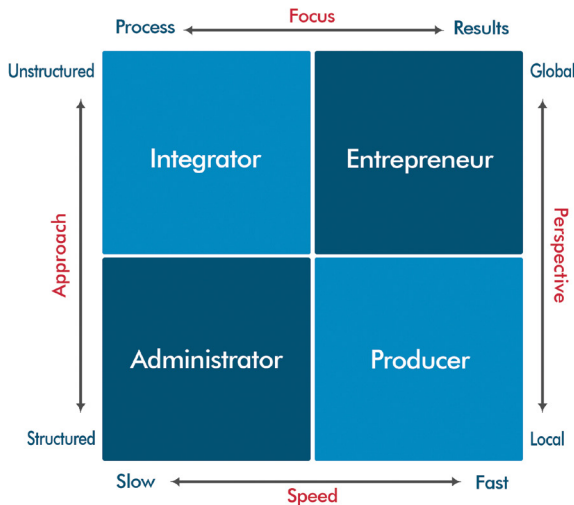 Focus
Process
Results
Unstructured
Global
Integrator
Entrepreneur
Approach
Perspective
Administrator
Producer
Structured
Local
Slow
Fast
Speed